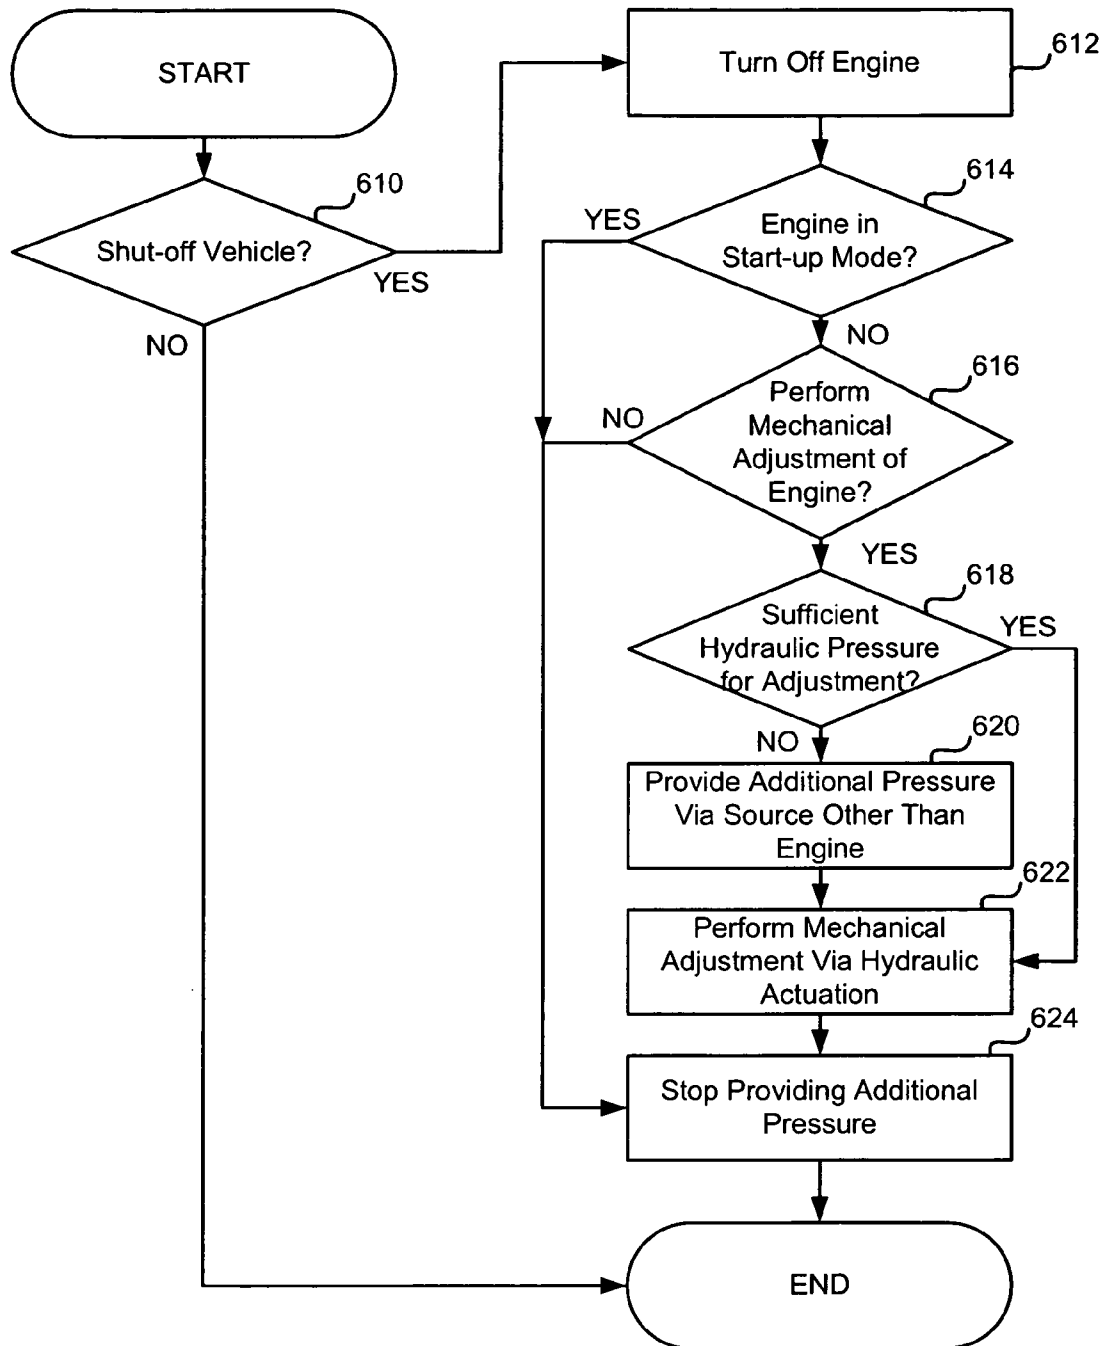 START
610
Shut-off Vehicle?
YES
NO
Turn Off Engine
612
614
YES
Engine in
Start-up Mode?
NO
616
NO
Perform
Mechanical
Adjustment of
Engine?
YES
618
Sufficient
Hydraulic Pressure
for Adjustment?
YES
NO
620
Provide Additional Pressure
Via Source Other Than
Engine
622
Perform Mechanical
Adjustment Via Hydraulic
Actuation
624
Stop Providing Additional
Pressure
END